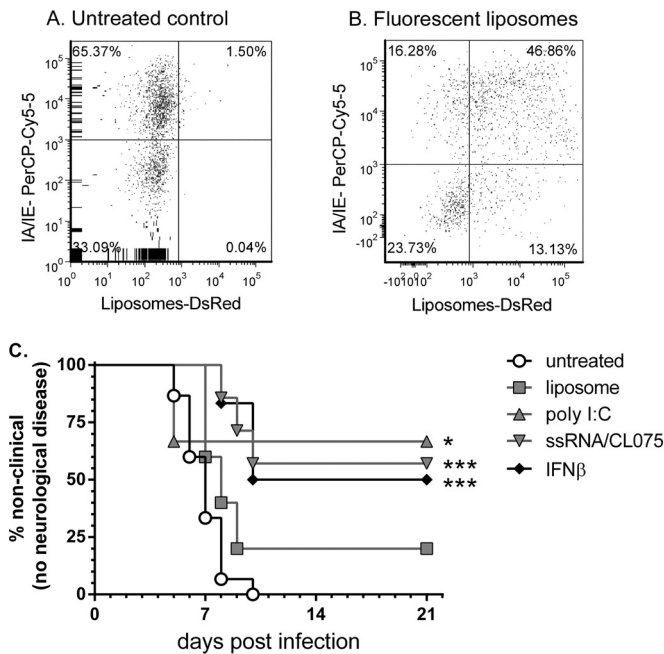 A. Untreated control
65.37%
1.50%
10^5
10^4
10^3
10^2
10^1
10^0
33.09%
0.04%
10^0 10^1 10^2 10^3 10^4 10^5
IA/IE- PerCP-Cy5-5
Liposomes-DsRed
B. Fluorescent liposomes
16.28%
46.86%
10^5
10^4
10^3
10^2
-10^2
23.73%
13.13%
10^2 10^3 10^4 10^5
IA/IE- PerCP-Cy5-5
Liposomes-DsRed
C.
100
75
50
25
0
0 7 14 21
% non-clinical
(no neurological disease)
days post infection
*
***
***
untreated
liposome
poly I:C
ssRNA/CL075
IFNβ